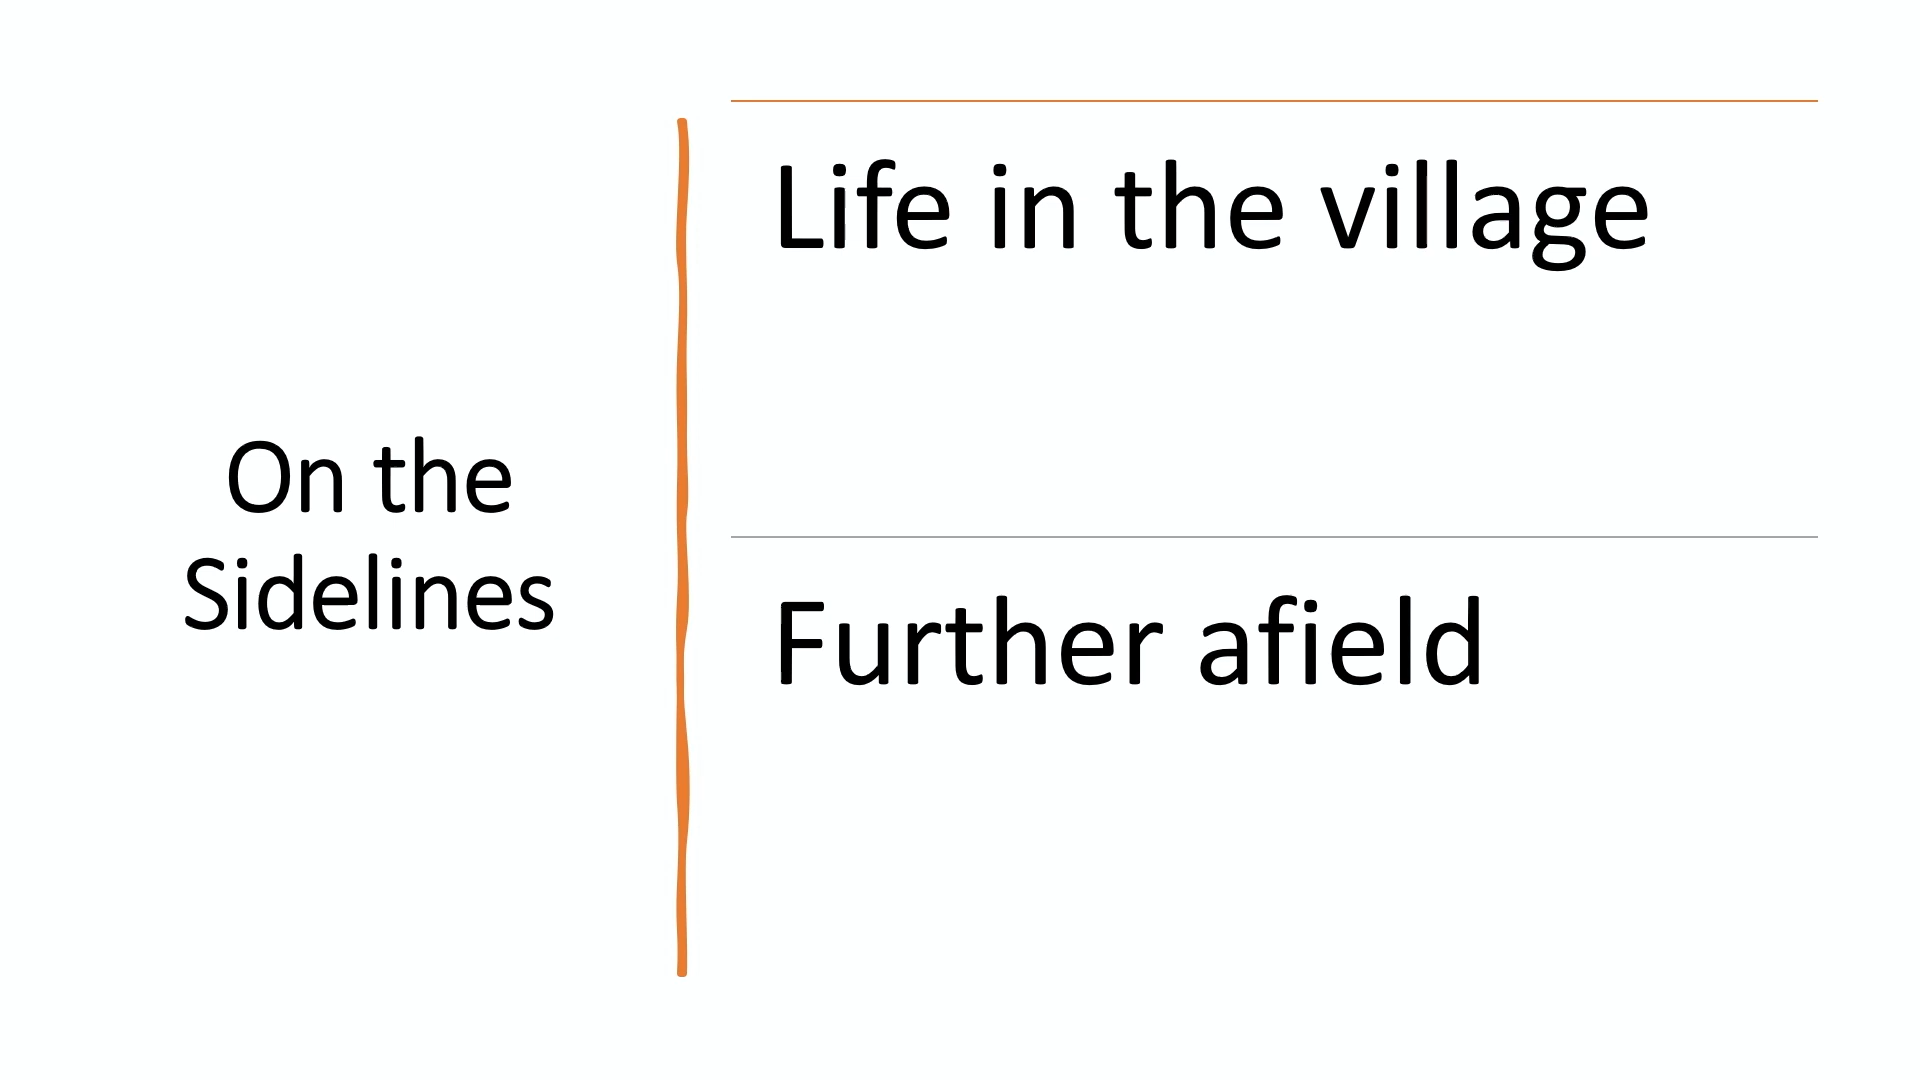 On the
Sidelines
Life in the village
Further afield